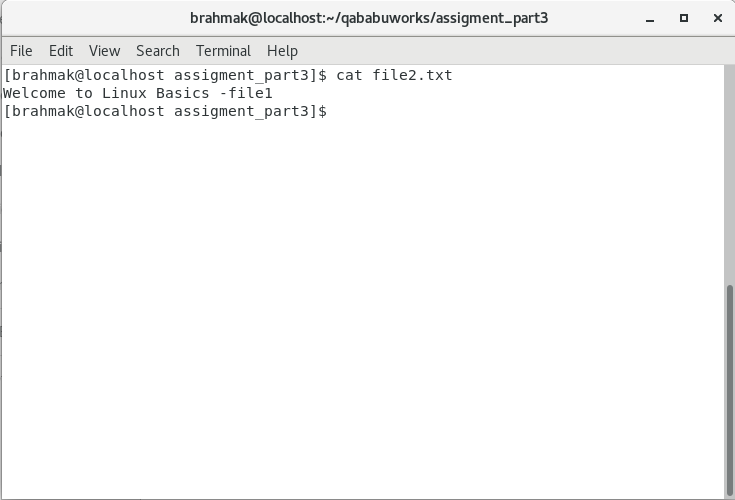 brahmak@localhost:~/qababuworks/assigment_part3
File Edit View Search Terminal Help
[brahmak@localhost assigment_part3]$ cat file2.txt
Welcome to Linux Basics -file1
[brahmak@localhost assigment_part3]$